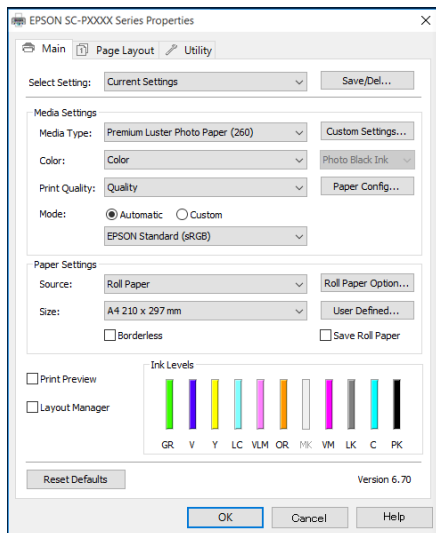 EPSON SC-PXXXX Series Properties
Main Page Layout Utility
Select Setting: Current Settings Save/Del...
Media Settings
Media Type: Premium Luster Photo Paper (260) Custom Settings...
Color: Color Photo Black Ink
Print Quality: Quality Paper Config...
Mode: Automatic Custom
EPSON Standard (sRGB)
Paper Settings
Source: Roll Paper Roll Paper Option...
Size: A4 210 x 297 mm User Defined...
Borderless Save Roll Paper
Ink Levels
Print Preview
Layout Manager
GR V Y LC VLM OR MK VM LK C PK
Reset Defaults Version 6.70
OK Cancel Help